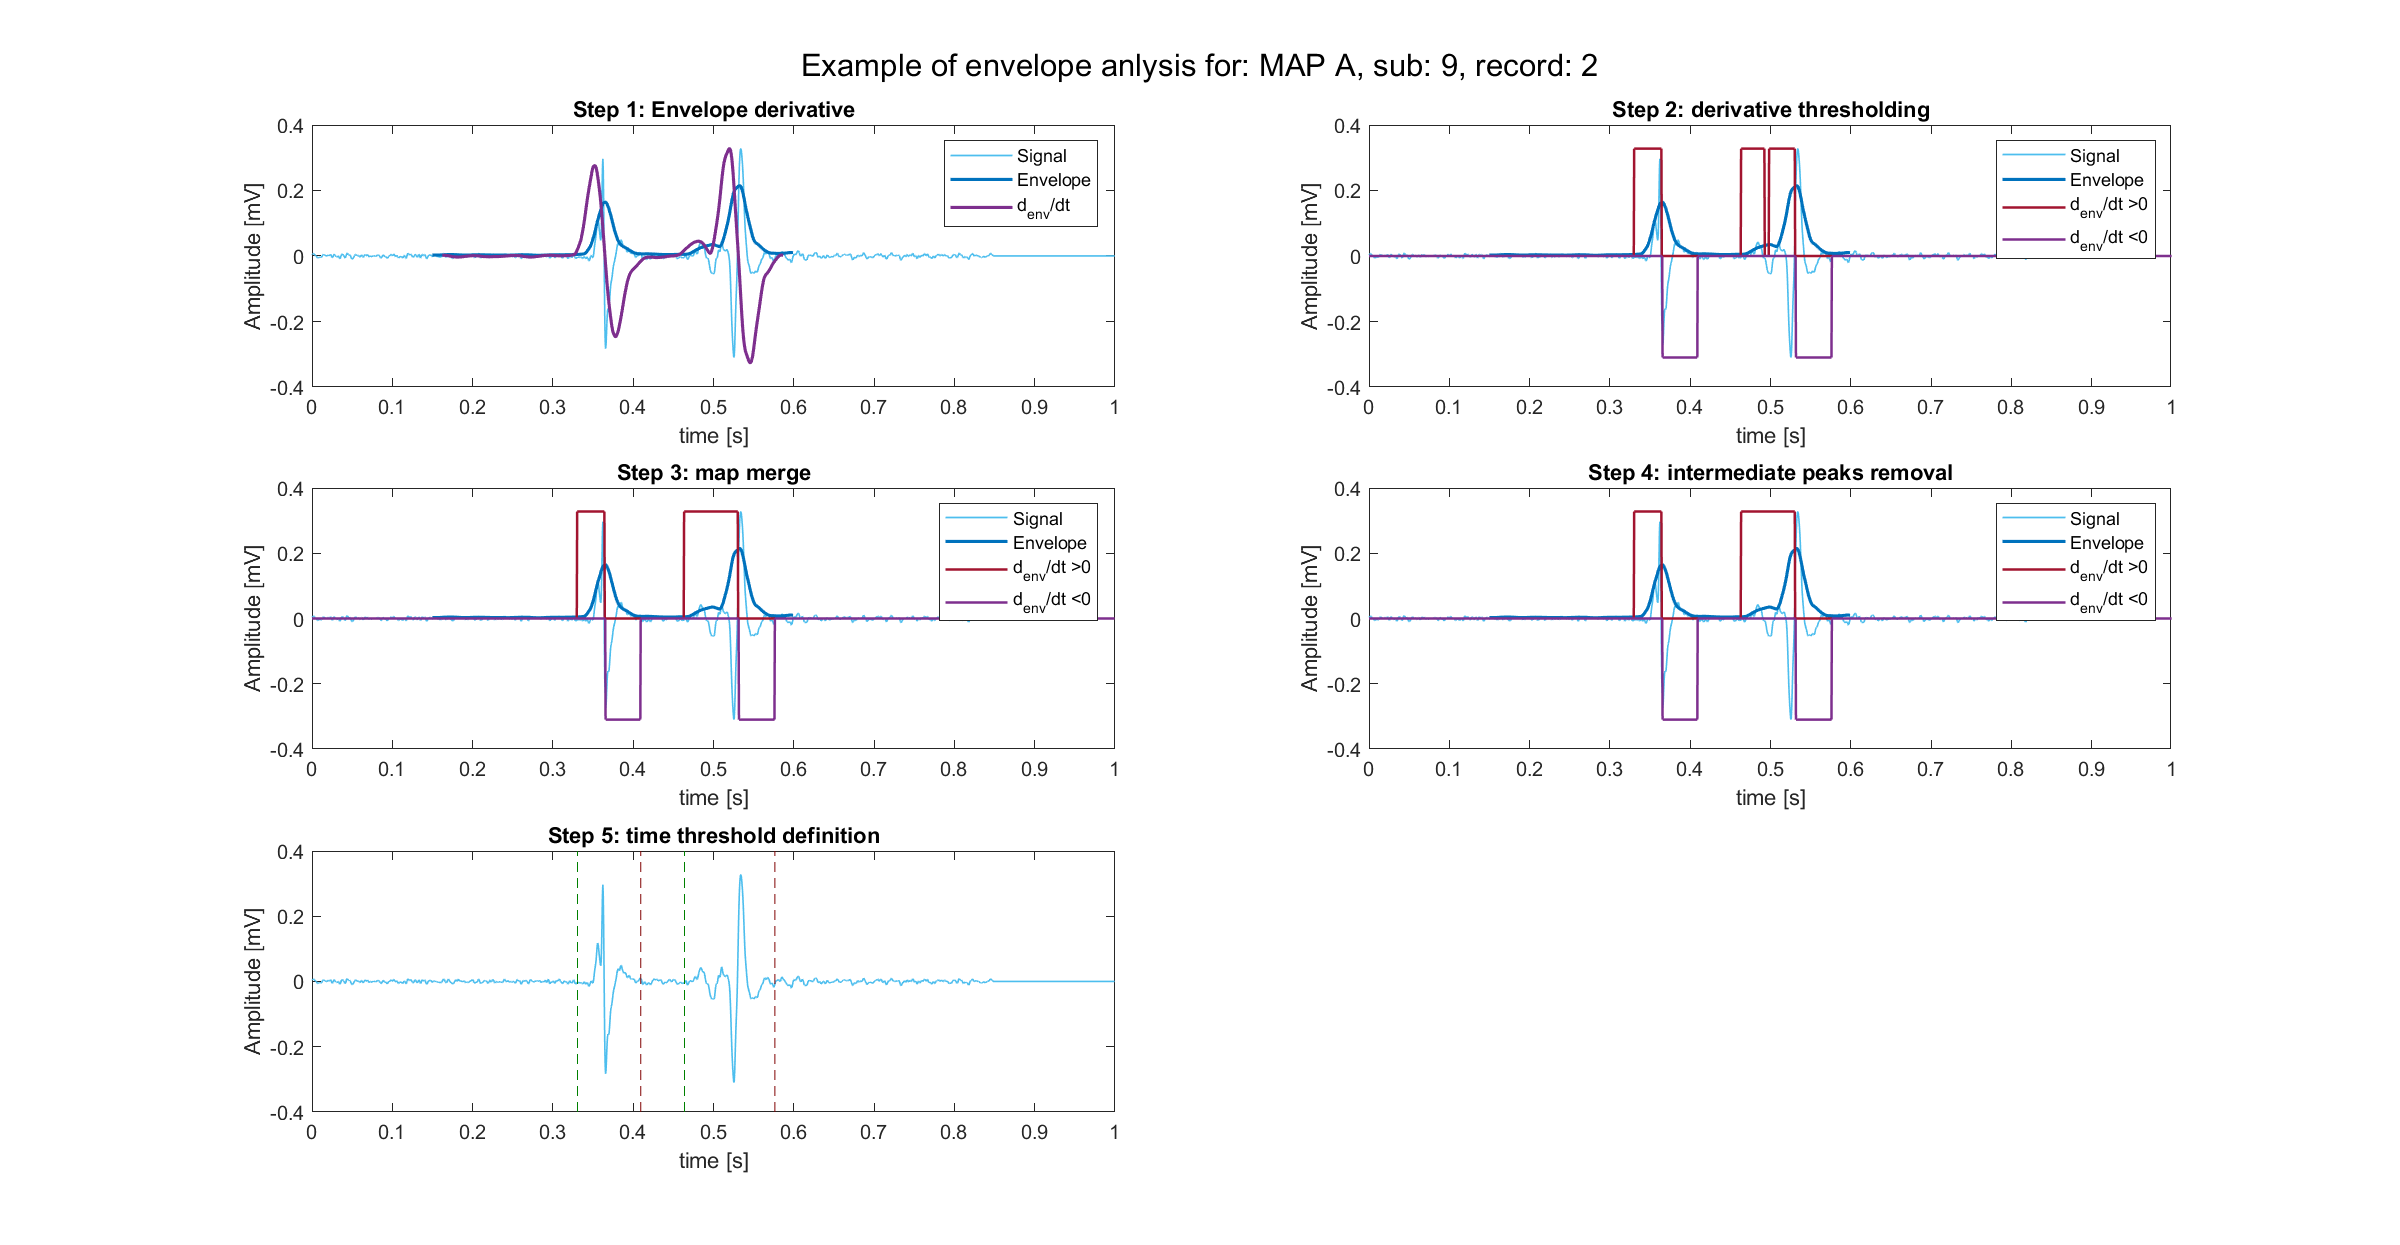 Example of envelope anlysis for: MAP A, sub: 9, record: 2
Step 1: Envelope derivative
Amplitude [mV]
0.4
0.2
0
-0.2
-0.4
Signal
Envelope
d_env/dt
0 0.1 0.2 0.3 0.4 0.5 0.6 0.7 0.8 0.9 1
time [s]
Step 2: derivative thresholding
Amplitude [mV]
0.4
0.2
0
-0.2
-0.4
Signal
Envelope
d_env/dt >0
d_env/dt <0
0 0.1 0.2 0.3 0.4 0.5 0.6 0.7 0.8 0.9 1
time [s]
Step 3: map merge
Amplitude [mV]
0.4
0.2
0
-0.2
-0.4
Signal
Envelope
d_env/dt >0
d_env/dt <0
0 0.1 0.2 0.3 0.4 0.5 0.6 0.7 0.8 0.9 1
time [s]
Step 4: intermediate peaks removal
Amplitude [mV]
0.4
0.2
0
-0.2
-0.4
Signal
Envelope
d_env/dt >0
d_env/dt <0
0 0.1 0.2 0.3 0.4 0.5 0.6 0.7 0.8 0.9 1
time [s]
Step 5: time threshold definition
Amplitude [mV]
0.4
0.2
0
-0.2
-0.4
0 0.1 0.2 0.3 0.4 0.5 0.6 0.7 0.8 0.9 1
time [s]